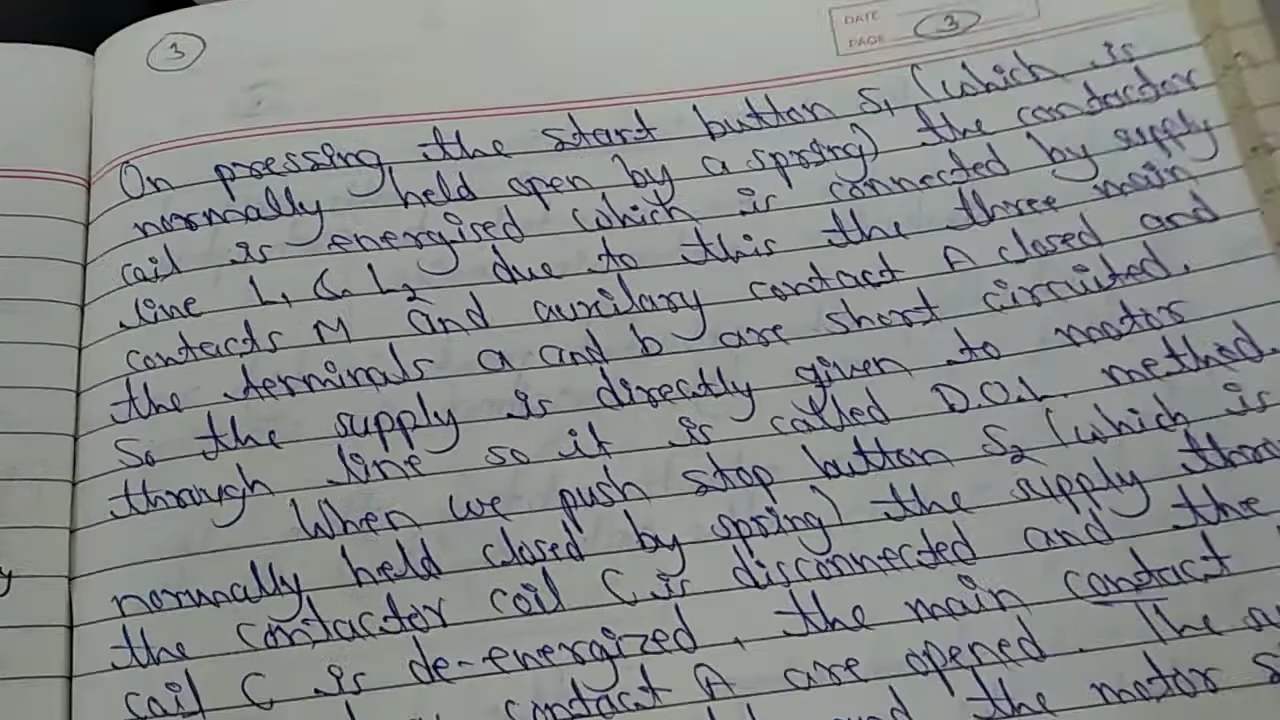 3
DATE
PAGE 3
On pressing the start button S1 (which is
normally held open by a spring) the contactor
coil is energised which is connected by supply
line L1 & L2 due to this the three main
contacts M and auxilary contact A closed and
the terminals a and b are short circuited.
So the supply is directly given to motor
through line so it is called D.O.L method.
When we push stop button S2 (which is
normally held closed by spring) the supply
the contactor coil C is disconnected and the
coil C is de-energized, the main contact
contact A are opened. The
the motor